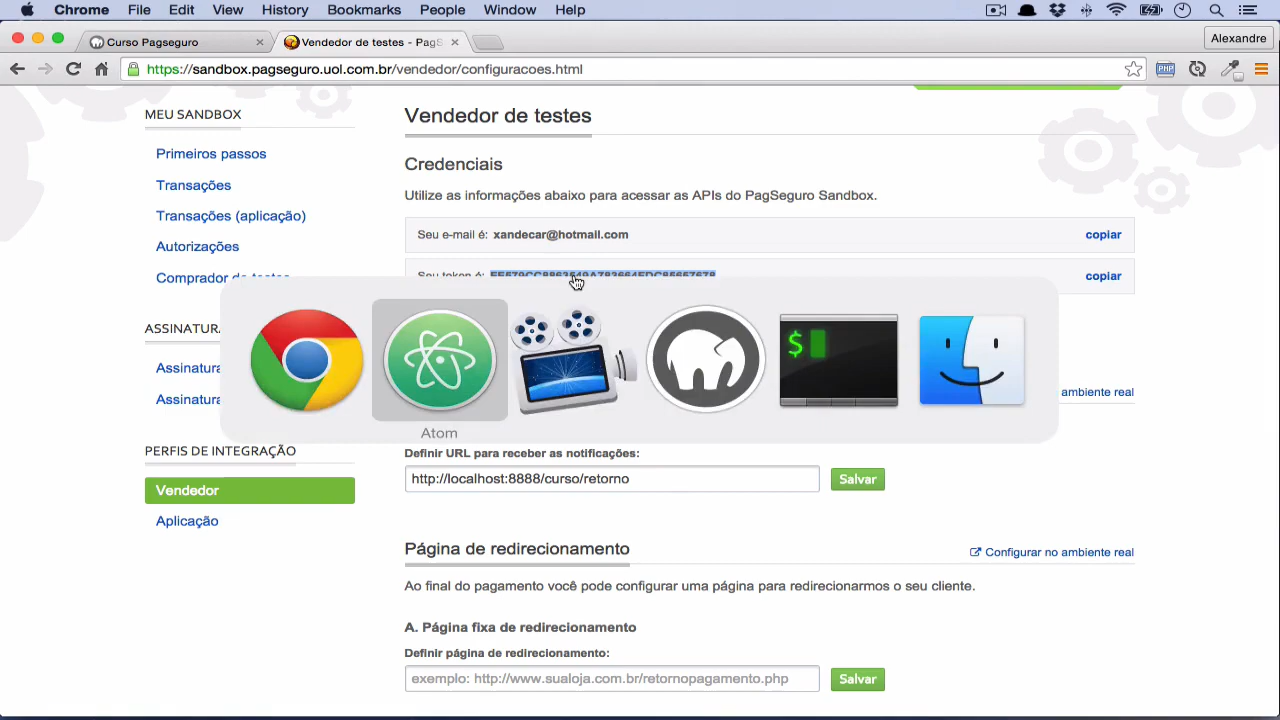 Chrome File Edit View History Bookmarks People Window Help
Curso Pagseguro
Vendedor de testes - PagS
Alexandre
https://sandbox.pagseguro.uol.com.br/vendedor/configuracoes.html
PHP
MEU SANDBOX
Primeiros passos
Transações
Transações (aplicação)
Autorizações
Comprador de testes
ASSINATURA
Assinatura
Assinatura
PERFIS DE INTEGRAÇÃO
Vendedor
Aplicação
Vendedor de testes
Credenciais
Utilize as informações abaixo para acessar as APIs do PagSeguro Sandbox.
Seu e-mail é: xandecar@hotmail.com copiar
Seu token é: copiar
$
Atom
ambiente real
Definir URL para receber as notificações:
http://localhost:8888/curso/retorno Salvar
Página de redirecionamento
Configurar no ambiente real
Ao final do pagamento você pode configurar uma página para redirecionarmos o seu cliente.
A. Página fixa de redirecionamento
Definir página de redirecionamento:
exemplo: http://www.sualoja.com.br/retornopagamento.php Salvar